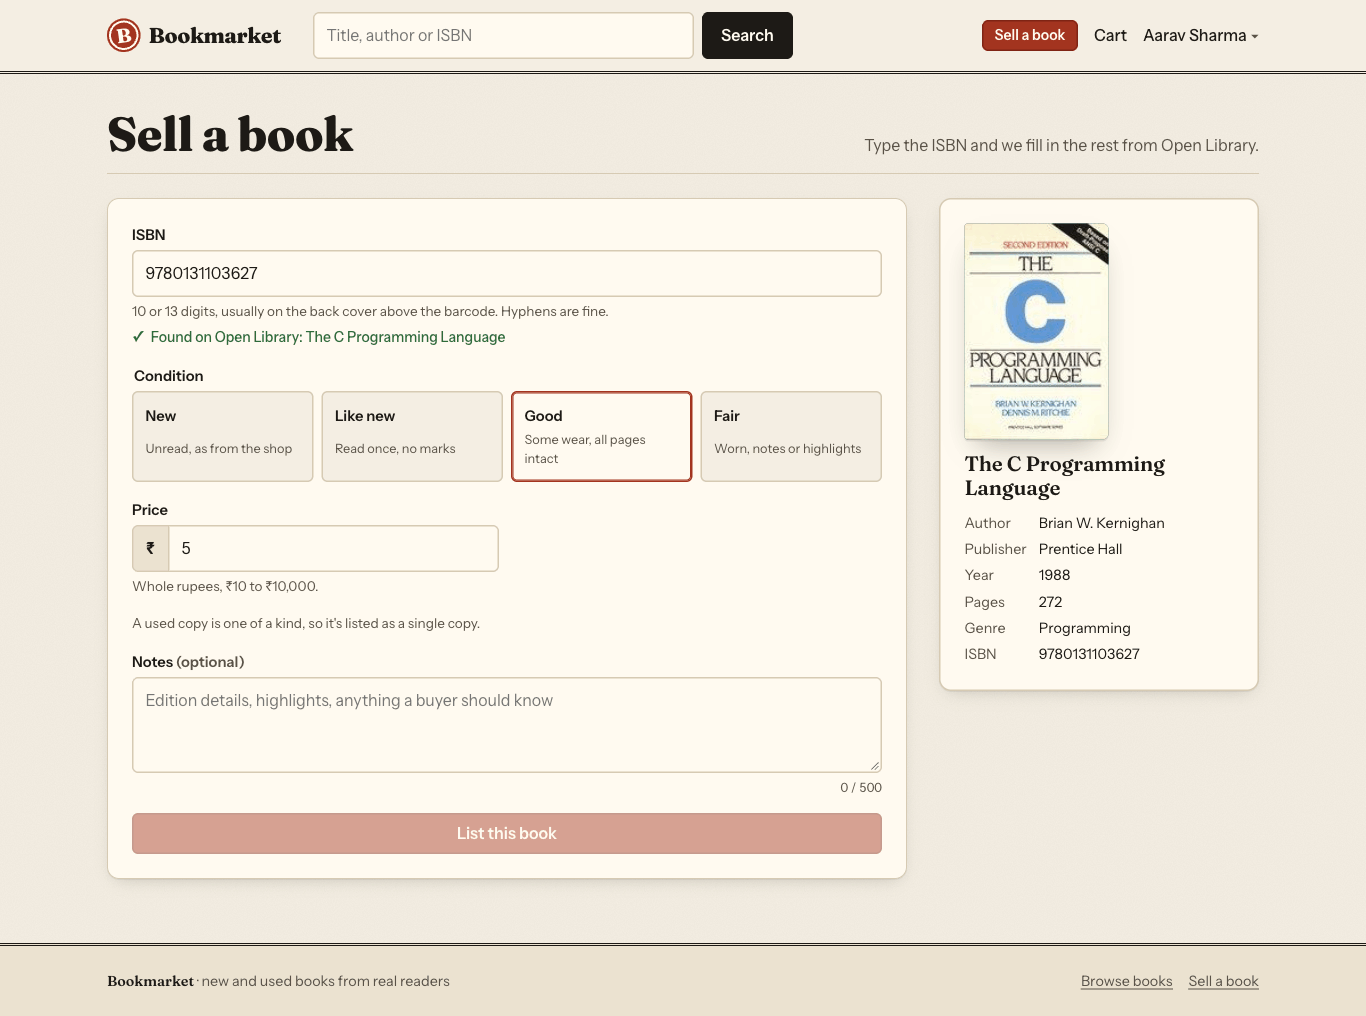 B Bookmarket
Title, author or ISBN
Search
Sell a book
Cart
Aarav Sharma
Sell a book
Type the ISBN and we fill in the rest from Open Library.
ISBN
9780131103627
10 or 13 digits, usually on the back cover above the barcode. Hyphens are fine.
✓ Found on Open Library: The C Programming Language
Condition
New
Unread, as from the shop
Like new
Read once, no marks
Good
Some wear, all pages
intact
Fair
Worn, notes or highlights
Price
₹ 5
Whole rupees, ₹10 to ₹10,000.
A used copy is one of a kind, so it's listed as a single copy.
Notes (optional)
Edition details, highlights, anything a buyer should know
0 / 500
List this book
SECOND EDITION
THE
C
PROGRAMMING
LANGUAGE
BRIAN W. KERNIGHAN
DENNIS M. RITCHIE
The C Programming
Language
Author Brian W. Kernighan
Publisher Prentice Hall
Year 1988
Pages 272
Genre Programming
ISBN 9780131103627
Bookmarket · new and used books from real readers
Browse books
Sell a book